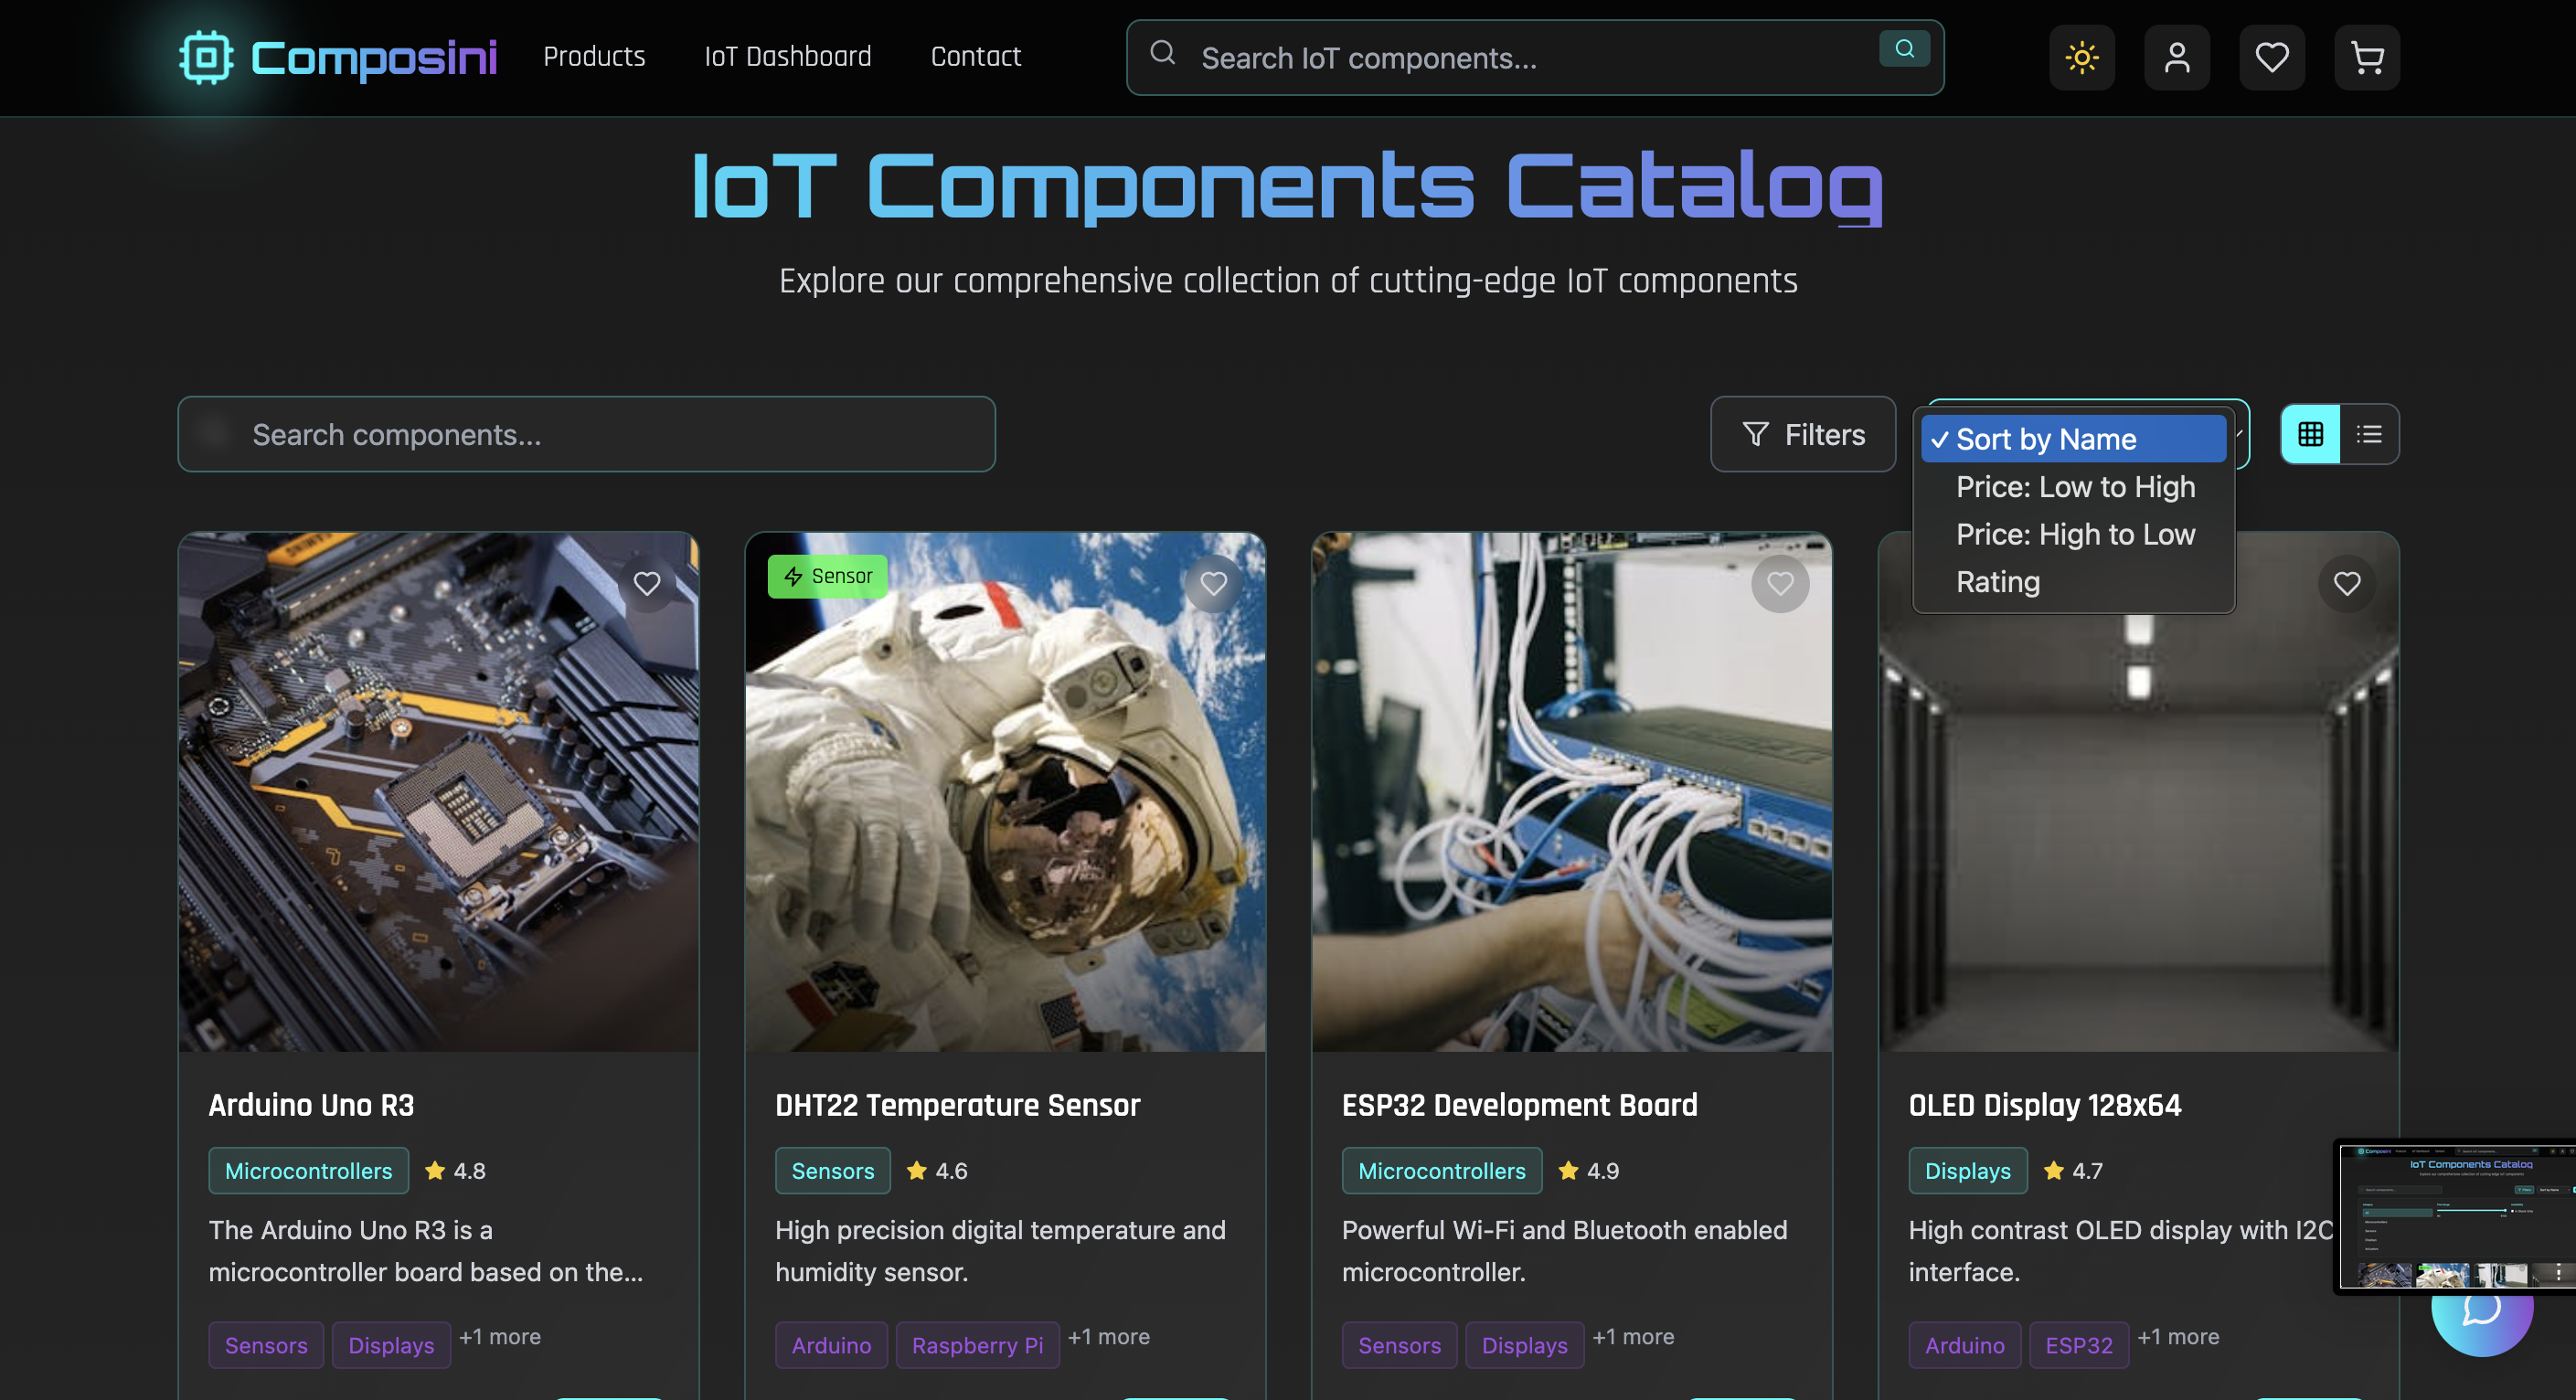 Composini
Products
IoT Dashboard
Contact
Search IoT components...
IoT Components Catalog
Explore our comprehensive collection of cutting-edge IoT components
Search components...
Filters
✓ Sort by Name
Price: Low to High
Price: High to Low
Rating
Sensor
Arduino Uno R3
Microcontrollers
4.8
The Arduino Uno R3 is a
microcontroller board based on the...
Sensors
Displays
+1 more
DHT22 Temperature Sensor
Sensors
4.6
High precision digital temperature and
humidity sensor.
Arduino
Raspberry Pi
+1 more
ESP32 Development Board
Microcontrollers
4.9
Powerful Wi-Fi and Bluetooth enabled
microcontroller.
Sensors
Displays
+1 more
OLED Display 128x64
Displays
4.7
High contrast OLED display with I2C
interface.
Arduino
ESP32
+1 more
IoT Components Catalog